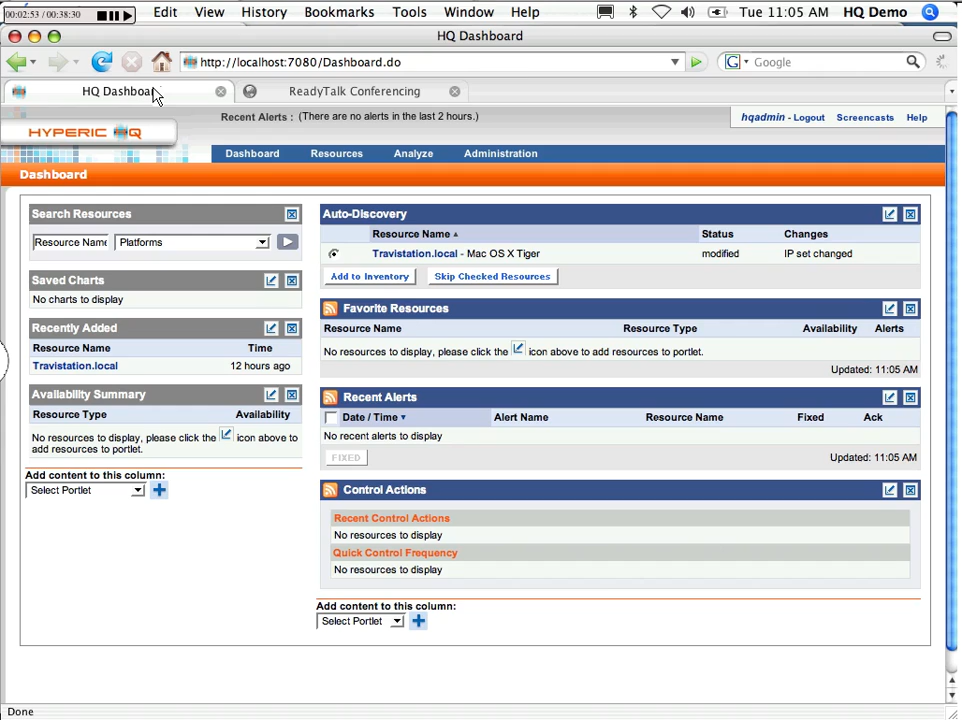 00:02:53 / 00:38:30 Edit View History Bookmarks Tools Window Help Tue 11:05 AM HQ Demo
HQ Dashboard
http://localhost:7080/Dashboard.do G Google
HQ Dashboar ReadyTalk Conferencing
Recent Alerts : (There are no alerts in the last 2 hours.) hqadmin - Logout Screencasts Help
HYPERIC HQ
Dashboard Resources Analyze Administration
Dashboard
Search Resources
Resource Name Platforms
Saved Charts
No charts to display
Recently Added
Resource Name Time
Travistation.local 12 hours ago
Availability Summary
Resource Type Availability
No resources to display, please click the icon above to
add resources to portlet.
Add content to this column:
Select Portlet
Auto-Discovery
Resource Name Status Changes
Travistation.local - Mac OS X Tiger modified IP set changed
Add to Inventory Skip Checked Resources
Favorite Resources
Resource Name Resource Type Availability Alerts
No resources to display, please click the icon above to add resources to portlet.
Updated: 11:05 AM
Recent Alerts
Date / Time Alert Name Resource Name Fixed Ack
No recent alerts to display
FIXED Updated: 11:05 AM
Control Actions
Recent Control Actions
No resources to display
Quick Control Frequency
No resources to display
Add content to this column:
Select Portlet
Done